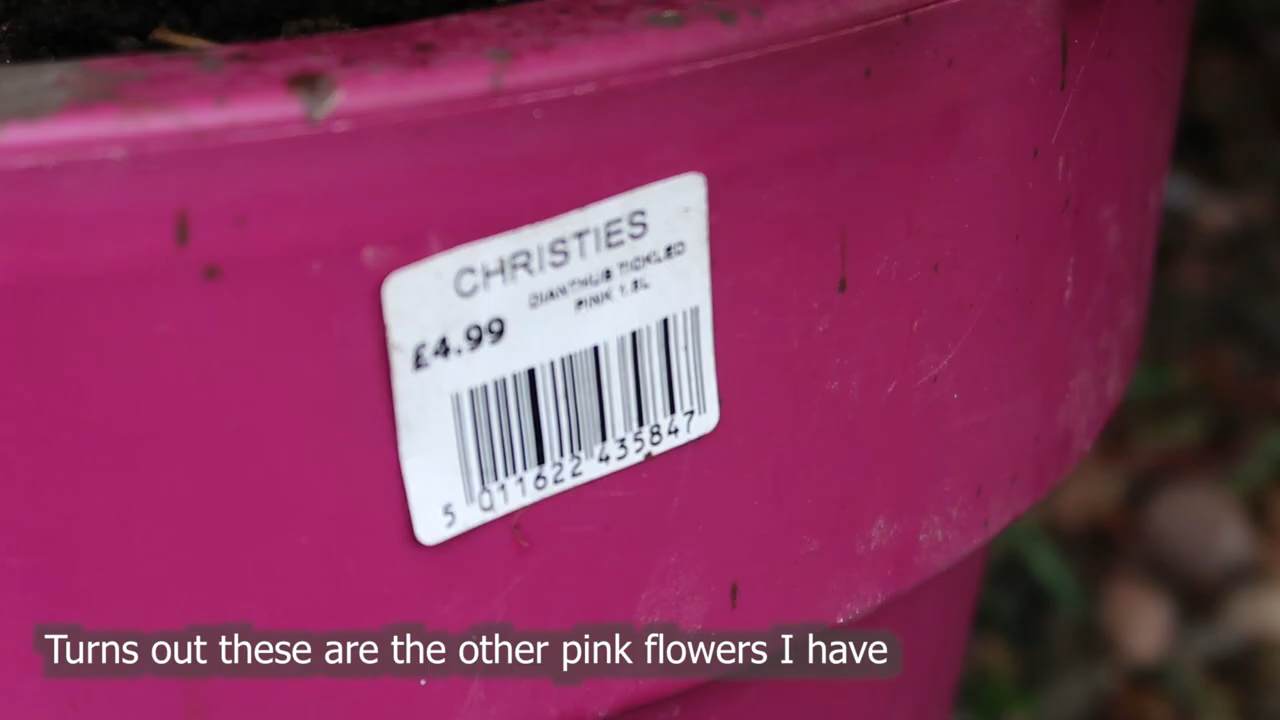 CHRISTIES
DIANTHUS TICKLED
PINK 1.5L
£4.99
5 011622 435847
Turns out these are the other pink flowers I have